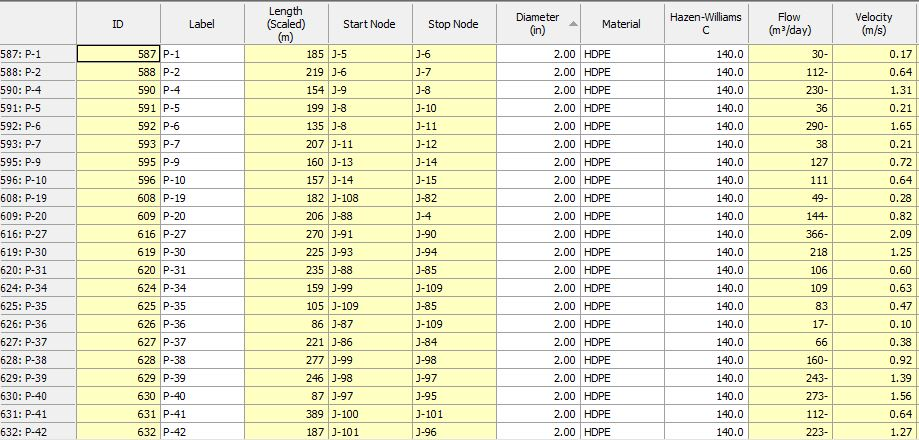 ID Label Length (Scaled) (m) Start Node Stop Node Diameter (in) Material Hazen-Williams C Flow (m³/day) Velocity (m/s)
587: P-1 587 P-1 185 J-5 J-6 2.00 HDPE 140.0 30- 0.17
588: P-2 588 P-2 219 J-6 J-7 2.00 HDPE 140.0 112- 0.64
590: P-4 590 P-4 154 J-9 J-8 2.00 HDPE 140.0 230- 1.31
591: P-5 591 P-5 199 J-8 J-10 2.00 HDPE 140.0 36 0.21
592: P-6 592 P-6 135 J-8 J-11 2.00 HDPE 140.0 290- 1.65
593: P-7 593 P-7 207 J-11 J-12 2.00 HDPE 140.0 38 0.21
595: P-9 595 P-9 160 J-13 J-14 2.00 HDPE 140.0 127 0.72
596: P-10 596 P-10 157 J-14 J-15 2.00 HDPE 140.0 111 0.64
608: P-19 608 P-19 182 J-108 J-82 2.00 HDPE 140.0 49- 0.28
609: P-20 609 P-20 206 J-88 J-4 2.00 HDPE 140.0 144- 0.82
616: P-27 616 P-27 270 J-91 J-90 2.00 HDPE 140.0 366- 2.09
619: P-30 619 P-30 225 J-93 J-94 2.00 HDPE 140.0 218 1.25
620: P-31 620 P-31 235 J-88 J-85 2.00 HDPE 140.0 106 0.60
624: P-34 624 P-34 159 J-99 J-109 2.00 HDPE 140.0 109 0.63
625: P-35 625 P-35 105 J-109 J-85 2.00 HDPE 140.0 83 0.47
626: P-36 626 P-36 86 J-87 J-109 2.00 HDPE 140.0 17- 0.10
627: P-37 627 P-37 221 J-86 J-84 2.00 HDPE 140.0 66 0.38
628: P-38 628 P-38 277 J-99 J-98 2.00 HDPE 140.0 160- 0.92
629: P-39 629 P-39 246 J-98 J-97 2.00 HDPE 140.0 243- 1.39
630: P-40 630 P-40 87 J-97 J-95 2.00 HDPE 140.0 273- 1.56
631: P-41 631 P-41 389 J-100 J-101 2.00 HDPE 140.0 112- 0.64
632: P-42 632 P-42 187 J-101 J-96 2.00 HDPE 140.0 223- 1.27